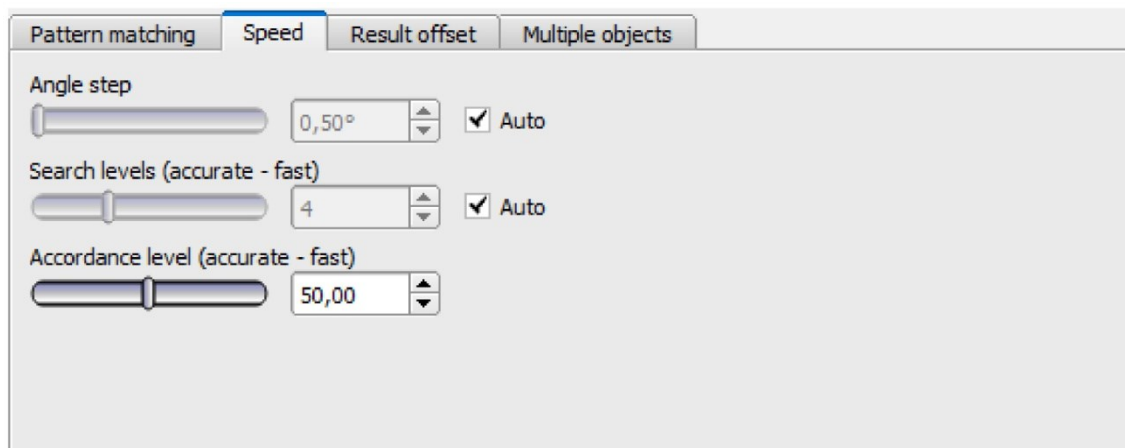 Pattern matching Speed Result offset Multiple objects
Angle step
0,50° Auto
Search levels (accurate - fast)
4 Auto
Accordance level (accurate - fast)
50,00